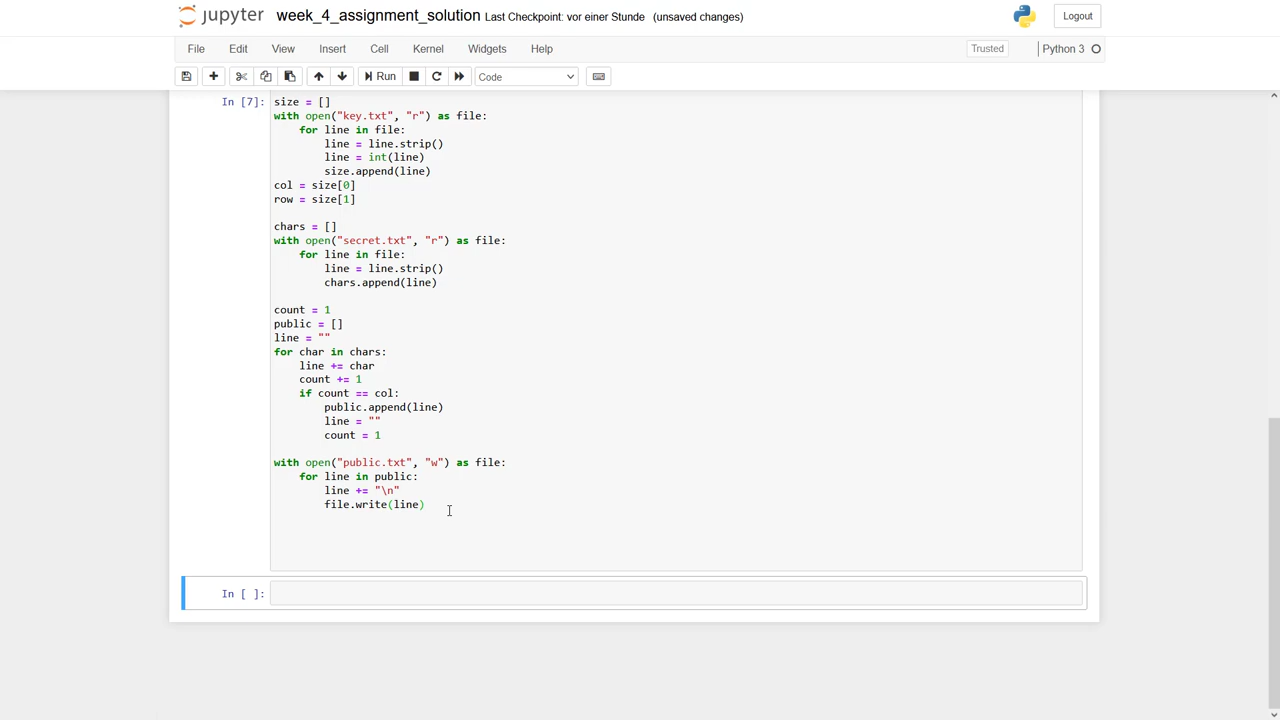 jupyter week_4_assignment_solution Last Checkpoint: vor einer Stunde (unsaved changes) Logout
File Edit View Insert Cell Kernel Widgets Help Trusted Python 3
Run Code
In [7]: size = []
with open("key.txt", "r") as file:
    for line in file:
        line = line.strip()
        line = int(line)
        size.append(line)
col = size[0]
row = size[1]
chars = []
with open("secret.txt", "r") as file:
    for line in file:
        line = line.strip()
        chars.append(line)
count = 1
public = []
line = ""
for char in chars:
    line += char
    count += 1
    if count == col:
        public.append(line)
        line = ""
        count = 1
with open("public.txt", "w") as file:
    for line in public:
        line += "\n"
        file.write(line)
In [ ]: